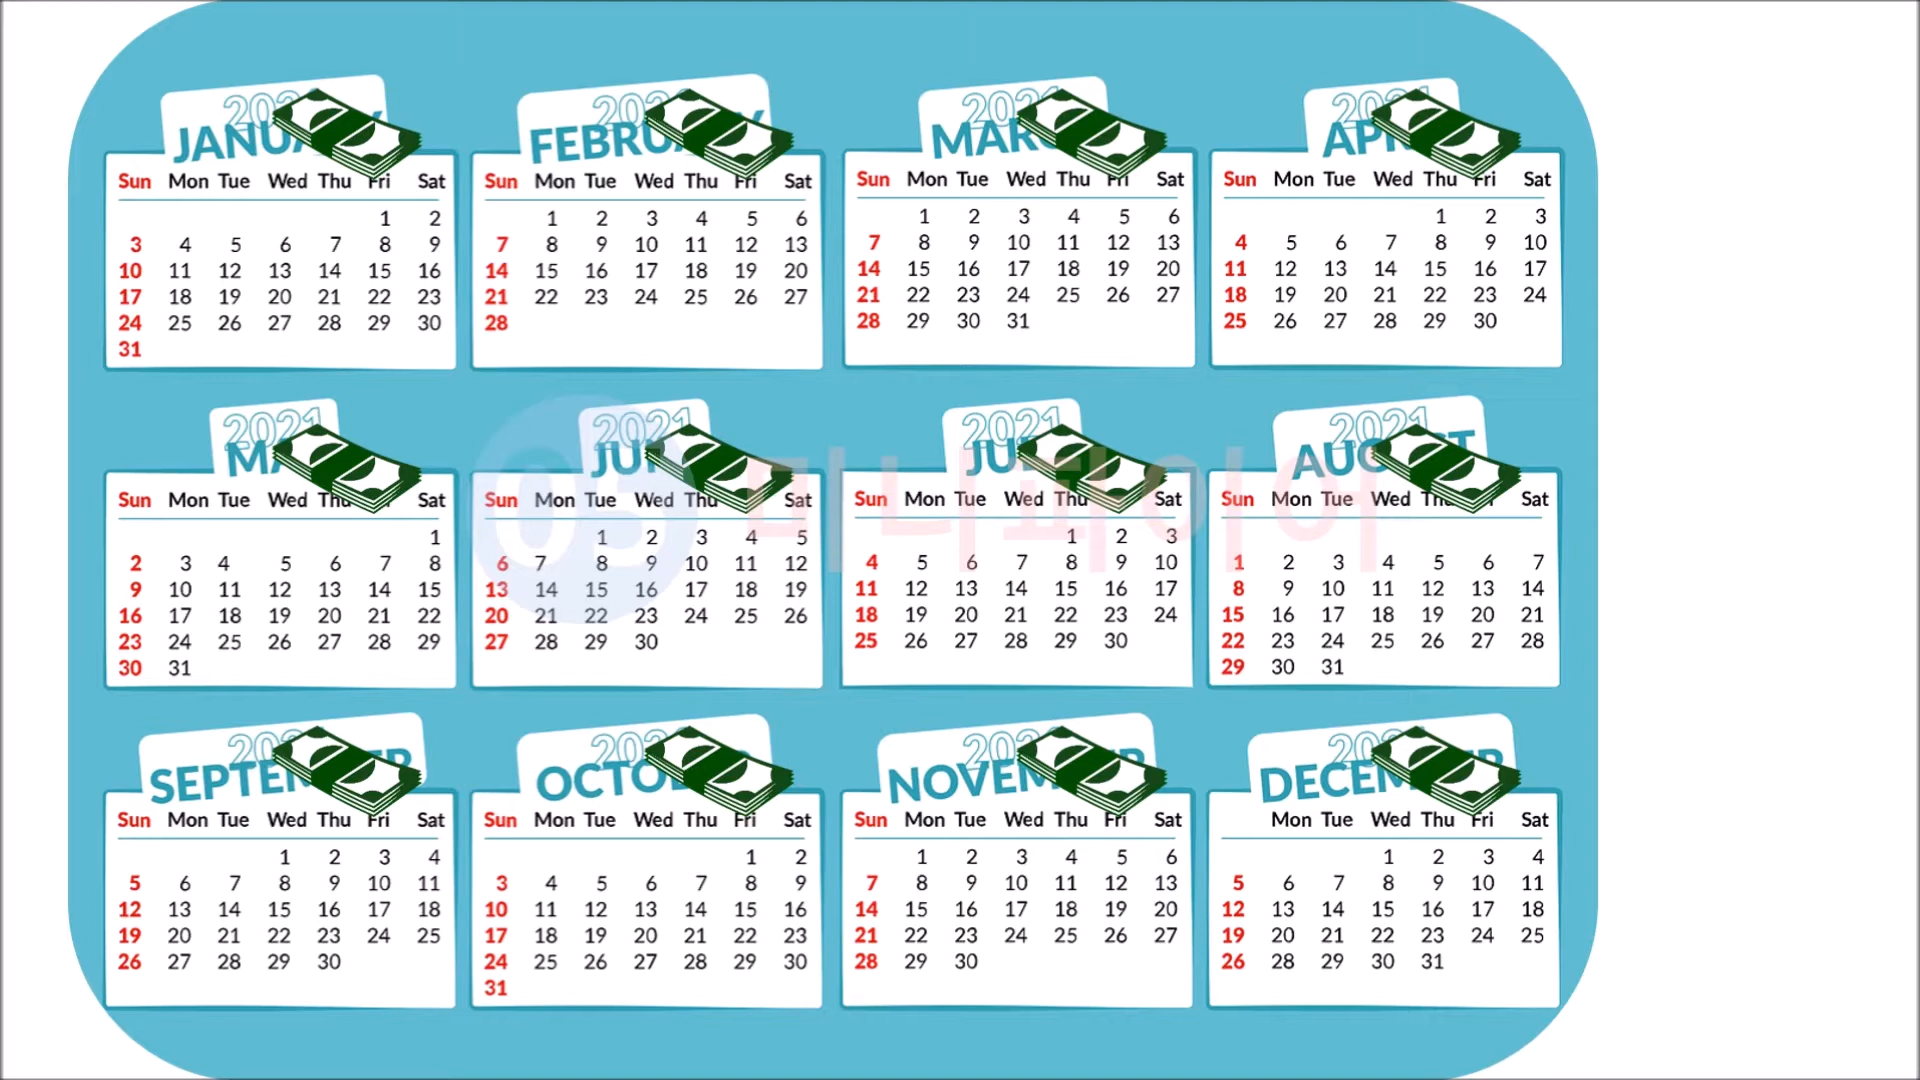 2021
2021
2021
2021
Sun Mon Tue Wed Thu Fri Sat
1 2
3 4 5 6 7 8 9
10 11 12 13 14 15 16
17 18 19 20 21 22 23
24 25 26 27 28 29 30
31
Sun Mon Tue Wed Thu Fri Sat
1 2 3 4 5 6
7 8 9 10 11 12 13
14 15 16 17 18 19 20
21 22 23 24 25 26 27
28
Sun Mon Tue Wed Thu Fri Sat
1 2 3 4 5 6
7 8 9 10 11 12 13
14 15 16 17 18 19 20
21 22 23 24 25 26 27
28 29 30 31
Sun Mon Tue Wed Thu Fri Sat
1 2 3
4 5 6 7 8 9 10
11 12 13 14 15 16 17
18 19 20 21 22 23 24
25 26 27 28 29 30
2021
Sun Mon Tue Wed Thu Sat
1
2 3 4 5 6 7 8
9 10 11 12 13 14 15
16 17 18 19 20 21 22
23 24 25 26 27 28 29
30 31
2021
Sun Mon Tue Wed Thu Sat
1 2 3 4 5
6 7 8 9 10 11 12
13 14 15 16 17 18 19
20 21 22 23 24 25 26
27 28 29 30
2021
Sun Mon Tue Wed Thu Sat
1 2 3
4 5 6 7 8 9 10
11 12 13 14 15 16 17
18 19 20 21 22 23 24
25 26 27 28 29 30
2021
AUGUST
Sun Mon Tue Wed Thu Sat
1 2 3 4 5 6 7
8 9 10 11 12 13 14
15 16 17 18 19 20 21
22 23 24 25 26 27 28
29 30 31
05 미니파이어
SEPTEMBER
Sun Mon Tue Wed Thu Fri Sat
1 2 3 4
5 6 7 8 9 10 11
12 13 14 15 16 17 18
19 20 21 22 23 24 25
26 27 28 29 30
OCTOBER
Sun Mon Tue Wed Thu Fri Sat
1 2
3 4 5 6 7 8 9
10 11 12 13 14 15 16
17 18 19 20 21 22 23
24 25 26 27 28 29 30
31
NOVEMBER
Sun Mon Tue Wed Thu Fri Sat
1 2 3 4 5 6
7 8 9 10 11 12 13
14 15 16 17 18 19 20
21 22 23 24 25 26 27
28 29 30
DECEMBER
Mon Tue Wed Thu Fri Sat
1 2 3 4
5 6 7 8 9 10 11
12 13 14 15 16 17 18
19 20 21 22 23 24 25
26 28 29 30 31